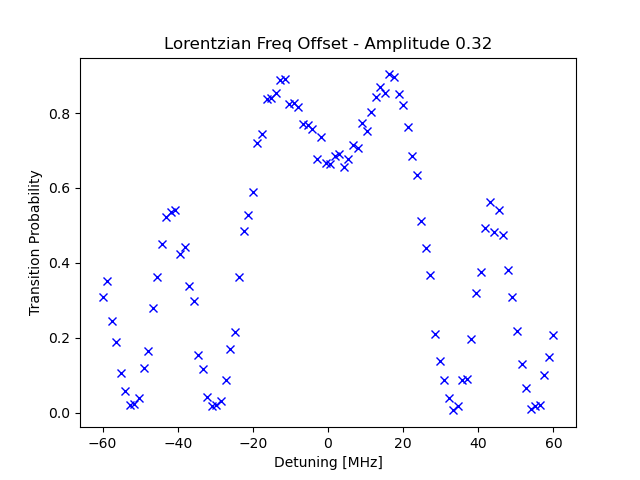 Lorentzian Freq Offset - Amplitude 0.32
Transition Probability
0.8
0.6
0.4
0.2
0.0
−60 −40 −20 0 20 40 60
Detuning [MHz]